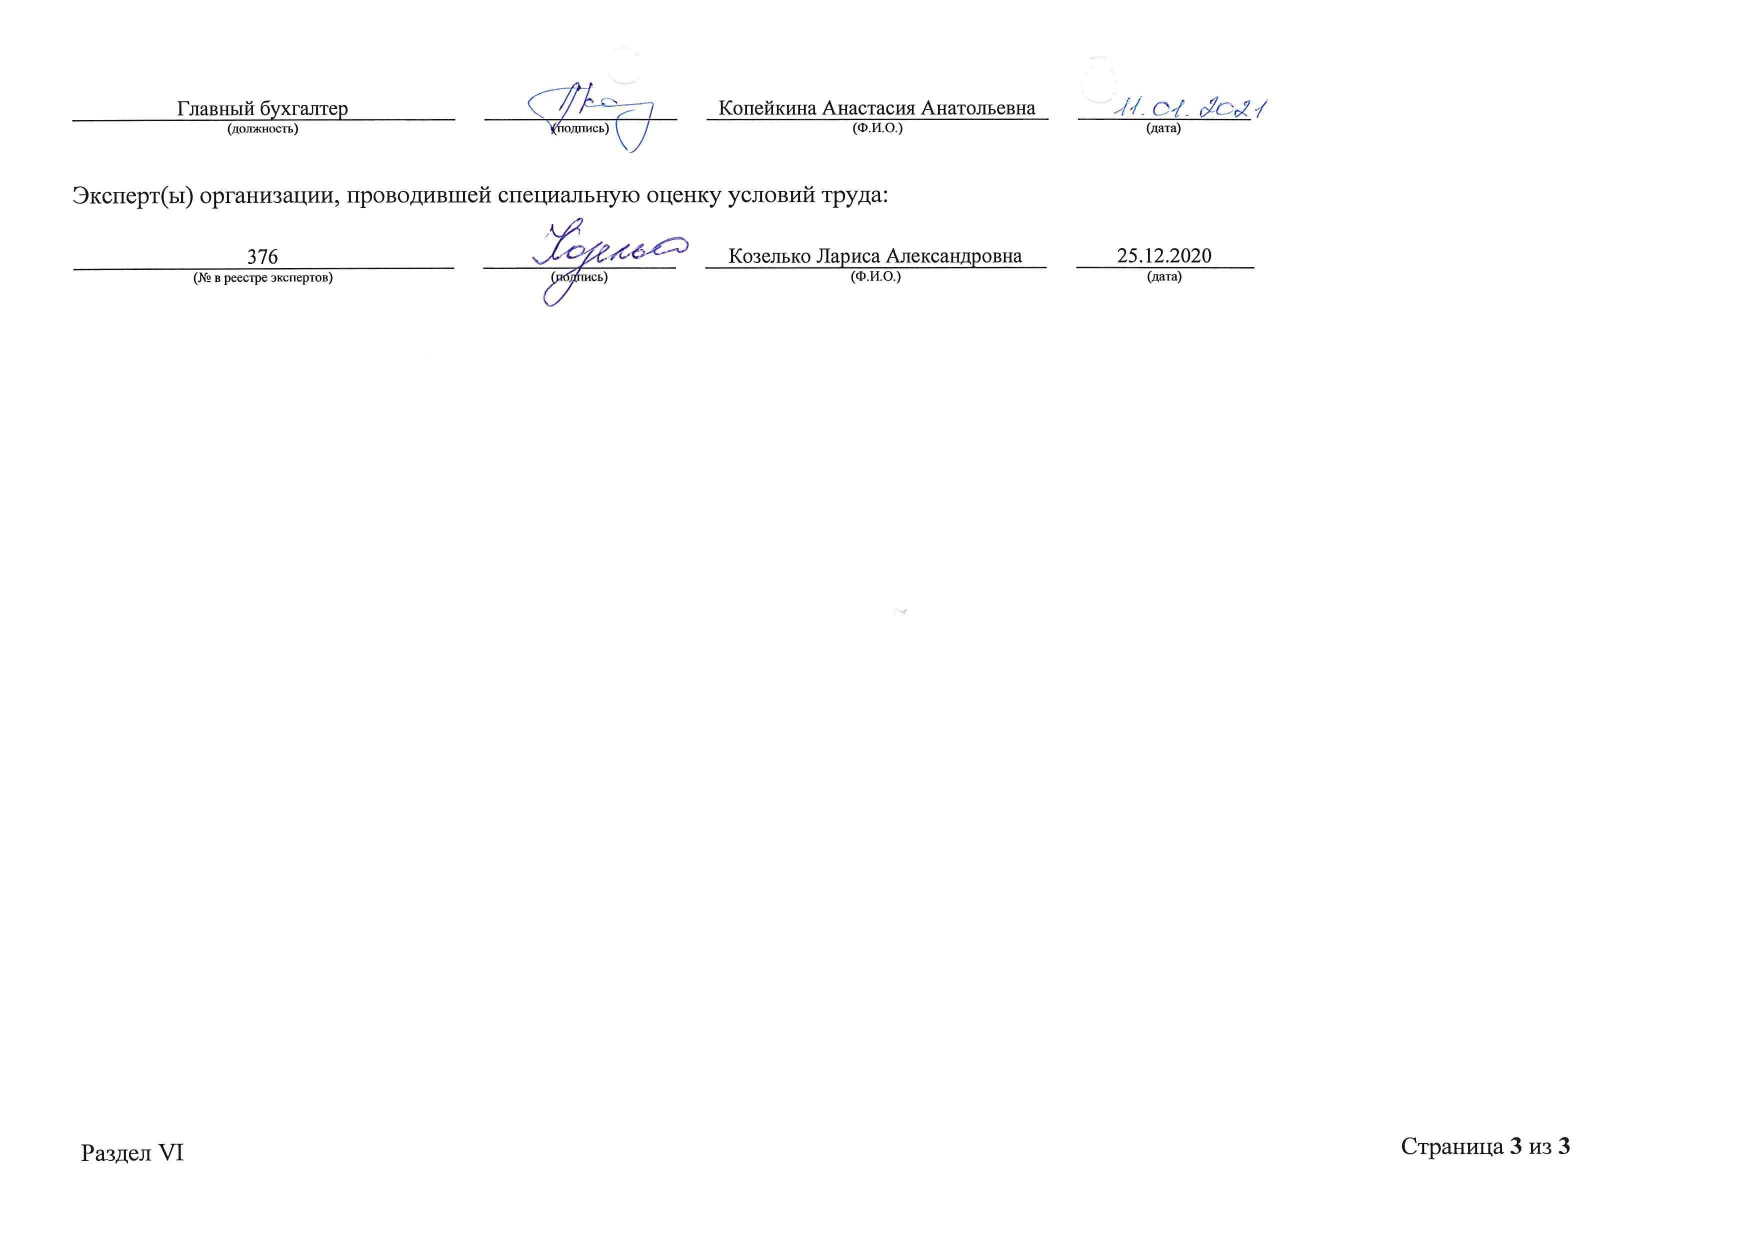 Главный бухгалтер Копейкина Анастасия Анатольевна 11.01.2021
(должность) (подпись) (Ф.И.О.) (дата)
Эксперт(ы) организации, проводившей специальную оценку условий труда:
376 Козелько Лариса Александровна 25.12.2020
(№ в реестре экспертов) (подпись) (Ф.И.О.) (дата)
Раздел VI
Страница 3 из 3